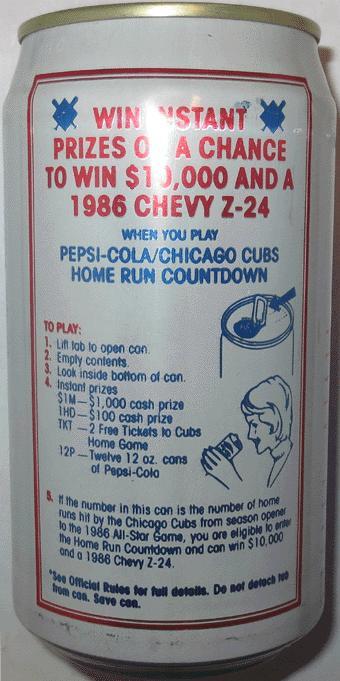 WIN INSTANT
PRIZES OR A CHANCE
TO WIN $10,000 AND A
1986 CHEVY Z-24
WHEN YOU PLAY
PEPSI-COLA/CHICAGO CUBS
HOME RUN COUNTDOWN
TO PLAY:
1. Lift tab to open can.
2. Empty contents.
3. Look inside bottom of can.
4. Instant prizes
$1M—$1,000 cash prize
1HD—$100 cash prize
TKT —2 Free Tickets to Cubs
Home Game
12P—Twelve 12 oz. cans
of Pepsi-Cola
5. If the number in this can is the number of home
runs hit by the Chicago Cubs from season opener
to the 1986 All-Star Game, you are eligible to enter
the Home Run Countdown and can win $10,000
and a 1986 Chevy Z-24.
*See Official Rules for full details. Do not detach tab
from can. Save can.